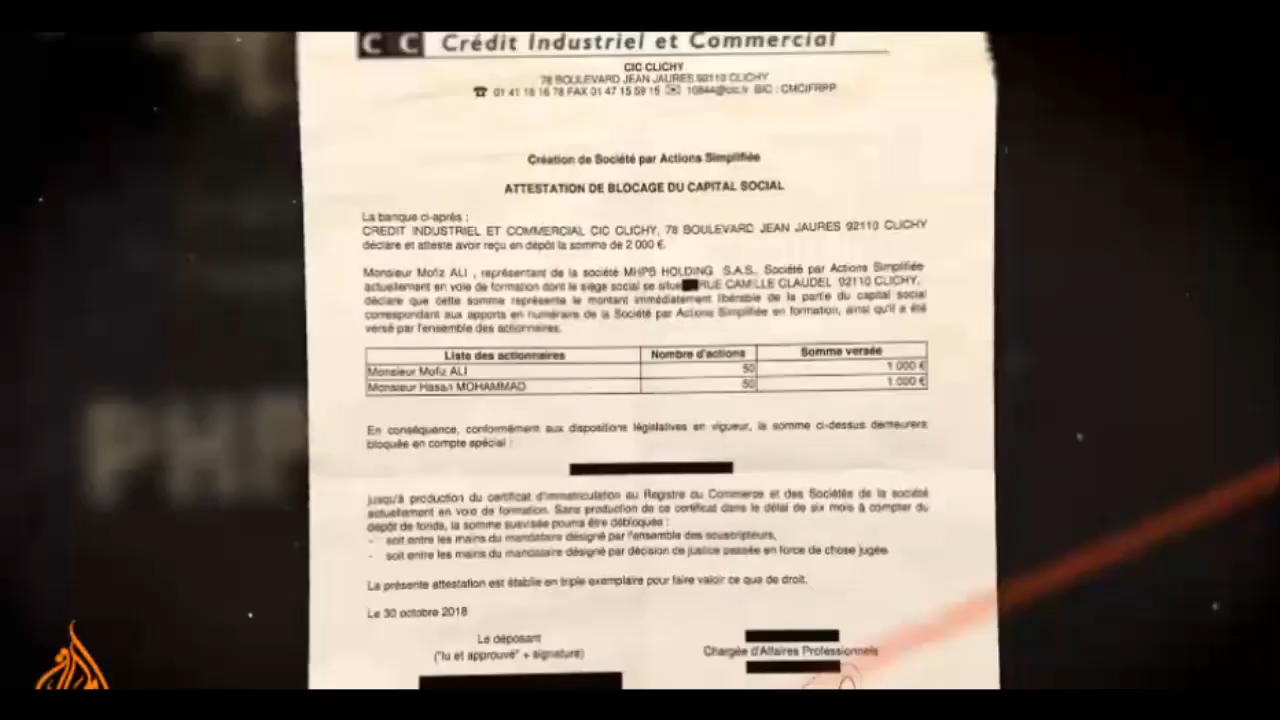 C C Crédit Industriel et Commercial
CIC CLICHY
78 BOULEVARD JEAN JAURES 92110 CLICHY
☎ 01 41 16 16 78 FAX 01 47 15 59 15 ✉ 10844@cic.fr BIC : CMCIFRPP
Création de Société par Actions Simplifiée
ATTESTATION DE BLOCAGE DU CAPITAL SOCIAL
La banque ci-après :
CREDIT INDUSTRIEL ET COMMERCIAL CIC CLICHY, 78 BOULEVARD JEAN JAURES 92110 CLICHY
déclare et atteste avoir reçu en dépôt la somme de 2 000 €.
Monsieur Mofiz ALI , représentant de la société MHPB HOLDING S.A.S., Société par Actions Simplifiée
actuellement en voie de formation dont le siège social se situe RUE CAMILLE CLAUDEL 92110 CLICHY,
déclare que cette somme représente le montant immédiatement libérable de la partie du capital social
correspondant aux apports en numéraire de la Société par Actions Simplifiée en formation, ainsi qu'il a été
versé par l'ensemble des actionnaires.
Liste des actionnaires Nombre d'actions Somme versée
Monsieur Mofiz ALI 50 1 000 €
Monsieur Hasan MOHAMMAD 50 1 000 €
En conséquence, conformément aux dispositions législatives en vigueur, la somme ci-dessus demeurera
bloquée en compte spécial :
jusqu'à production du certificat d'immatriculation au Registre du Commerce et des Sociétés de la société
actuellement en voie de formation. Sans production de ce certificat dans le délai de six mois à compter du
dépôt de fonds, la somme susvisée pourra être débloquée :
- soit entre les mains du mandataire désigné par l'ensemble des souscripteurs,
- soit entre les mains du mandataire désigné par décision de justice passée en force de chose jugée
La présente attestation est établie en triple exemplaire pour faire valoir ce que de droit.
Le 30 octobre 2018
Le déposant
("lu et approuvé" + signature)
Chargée d'Affaires Professionnels